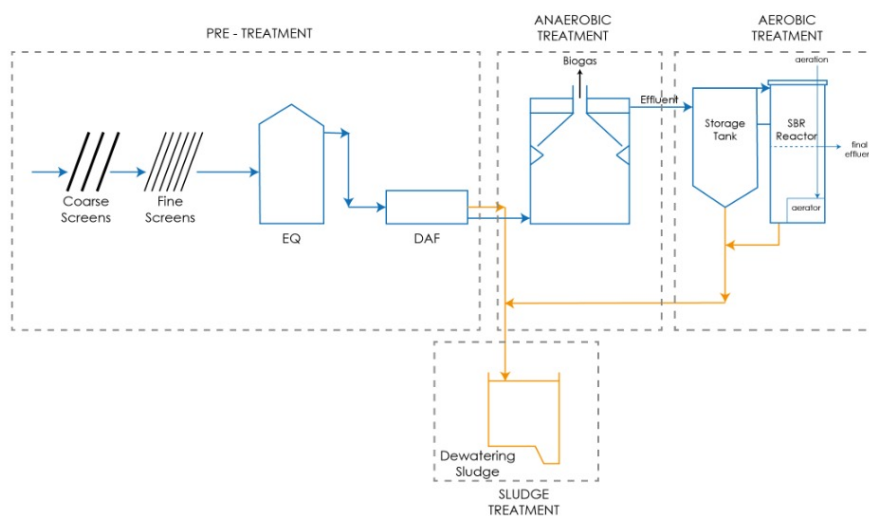 PRE - TREATMENT
ANAEROBIC
TREATMENT
AEROBIC
TREATMENT
Biogas
aeration
Effluent
Storage
Tank
SBR
Reactor
final
effluer
Coarse
Screens
Fine
Screens
EQ
DAF
aerator
Dewatering
Sludge
SLUDGE
TREATMENT